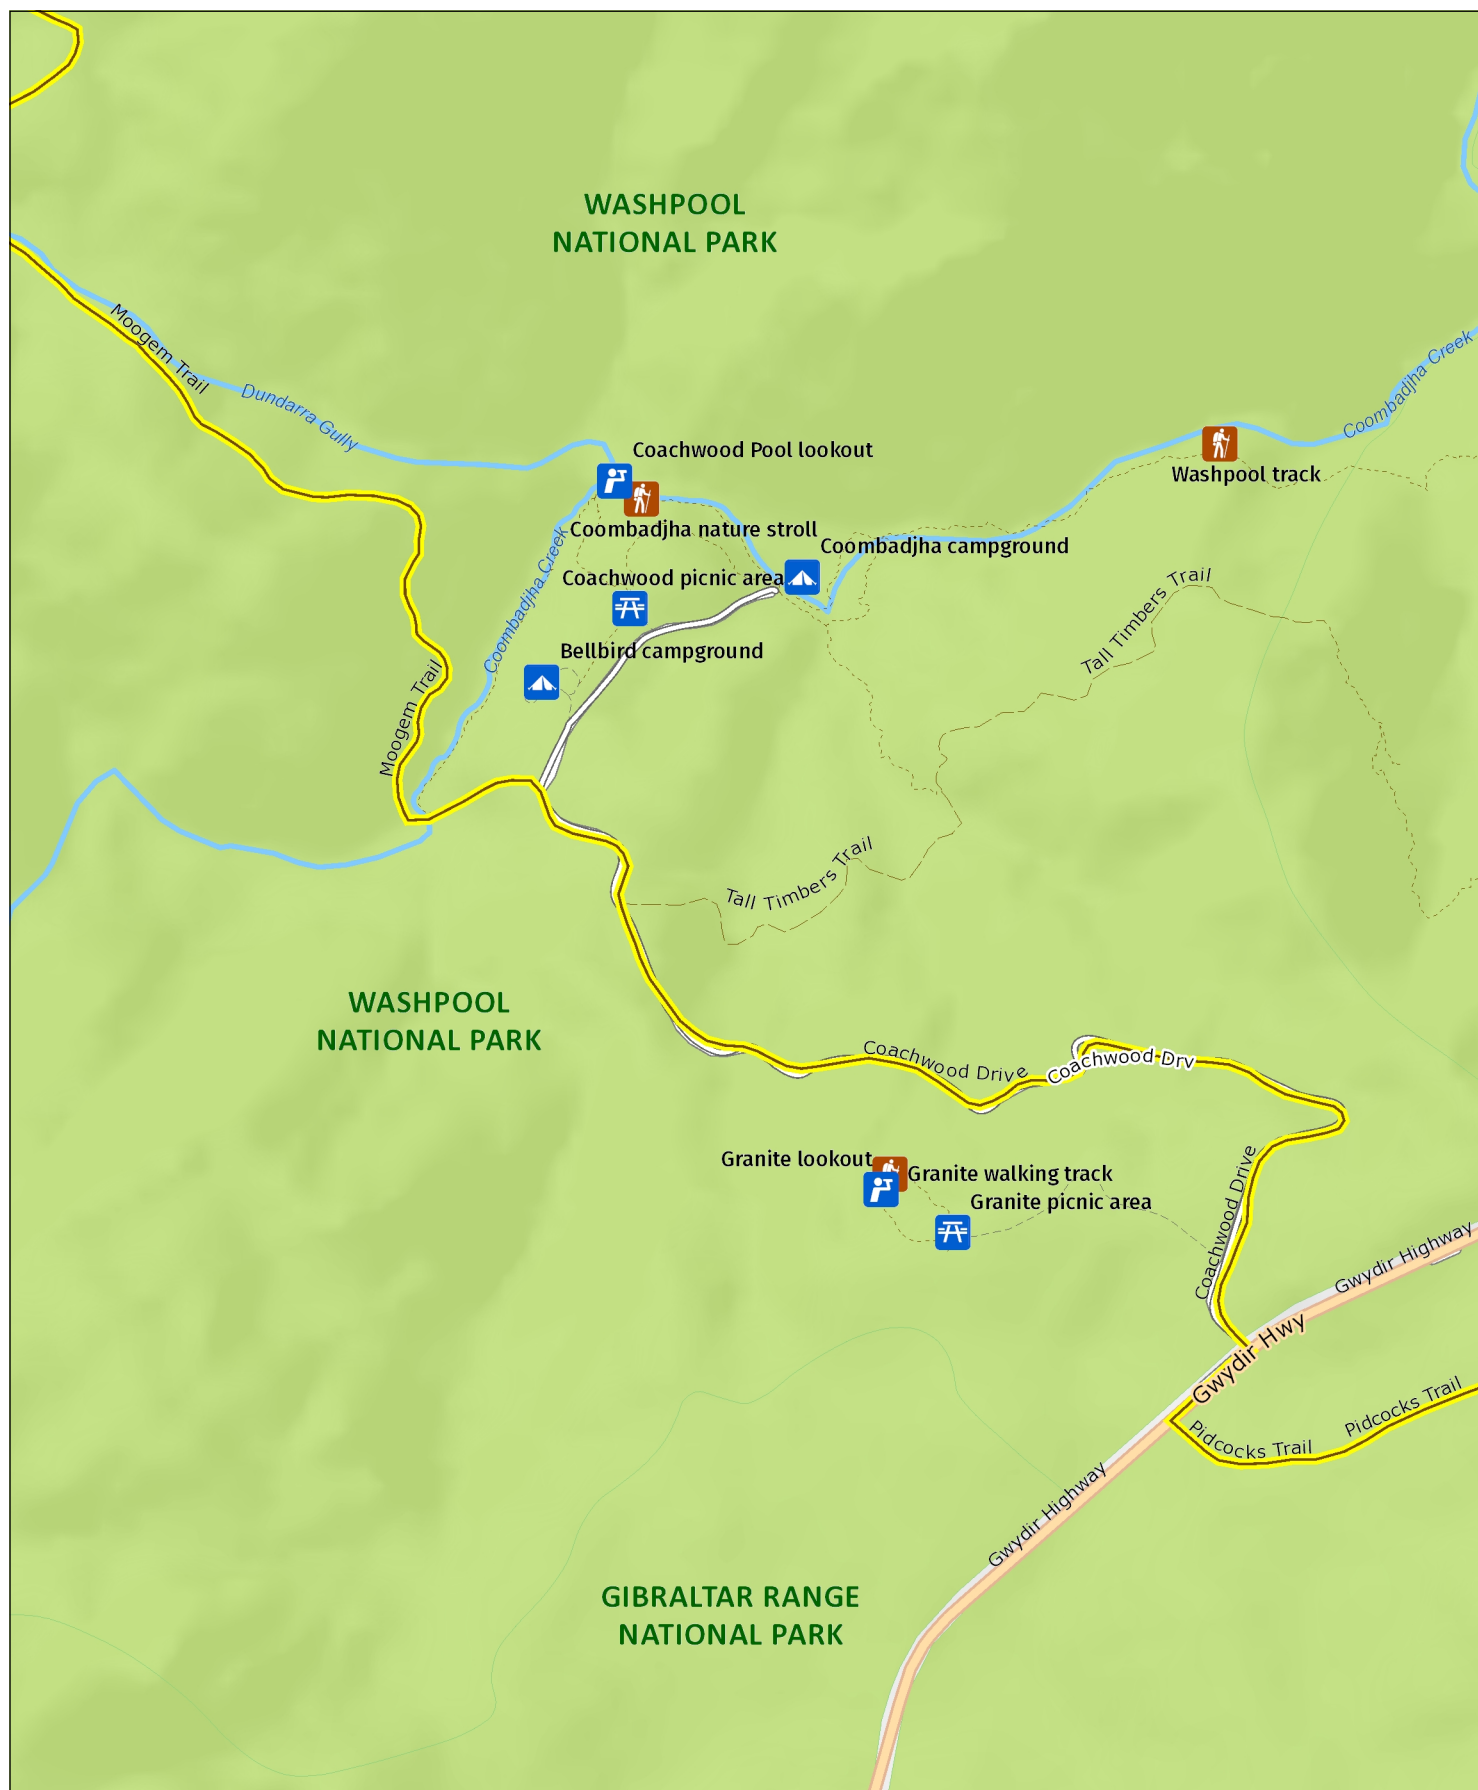 WASHPOOL
NATIONAL PARK
Moogem Trail
Dundarra Gully
Coombadjha Creek
Coachwood Pool lookout
Washpool track
Coombadjha nature stroll
Coombadjha campground
Coombadjha Creek
Coachwood picnic area
Tall Timbers Trail
Bellbird campground
Moogem Trail
Tall Timbers Trail
WASHPOOL
NATIONAL PARK
Coachwood Drive
Coachwood Drv
Granite lookout
Granite walking track
Granite picnic area
Coachwood Drive
Gwydir Highway
Gwydir Hwy
Pidcocks Trail
Pidcocks Trail
Gwydir Highway
GIBRALTAR RANGE
NATIONAL PARK